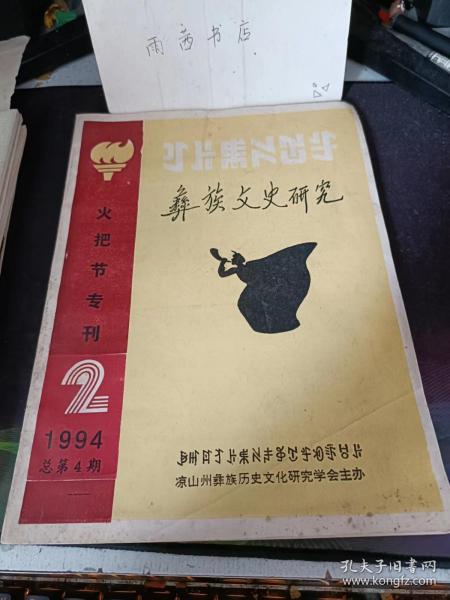 雨西书店
彝族文史研究
火把节专刊
2
1994
总第4期
凉山州彝族历史文化研究学会主办
孔夫子旧书网
www.kongfz.com